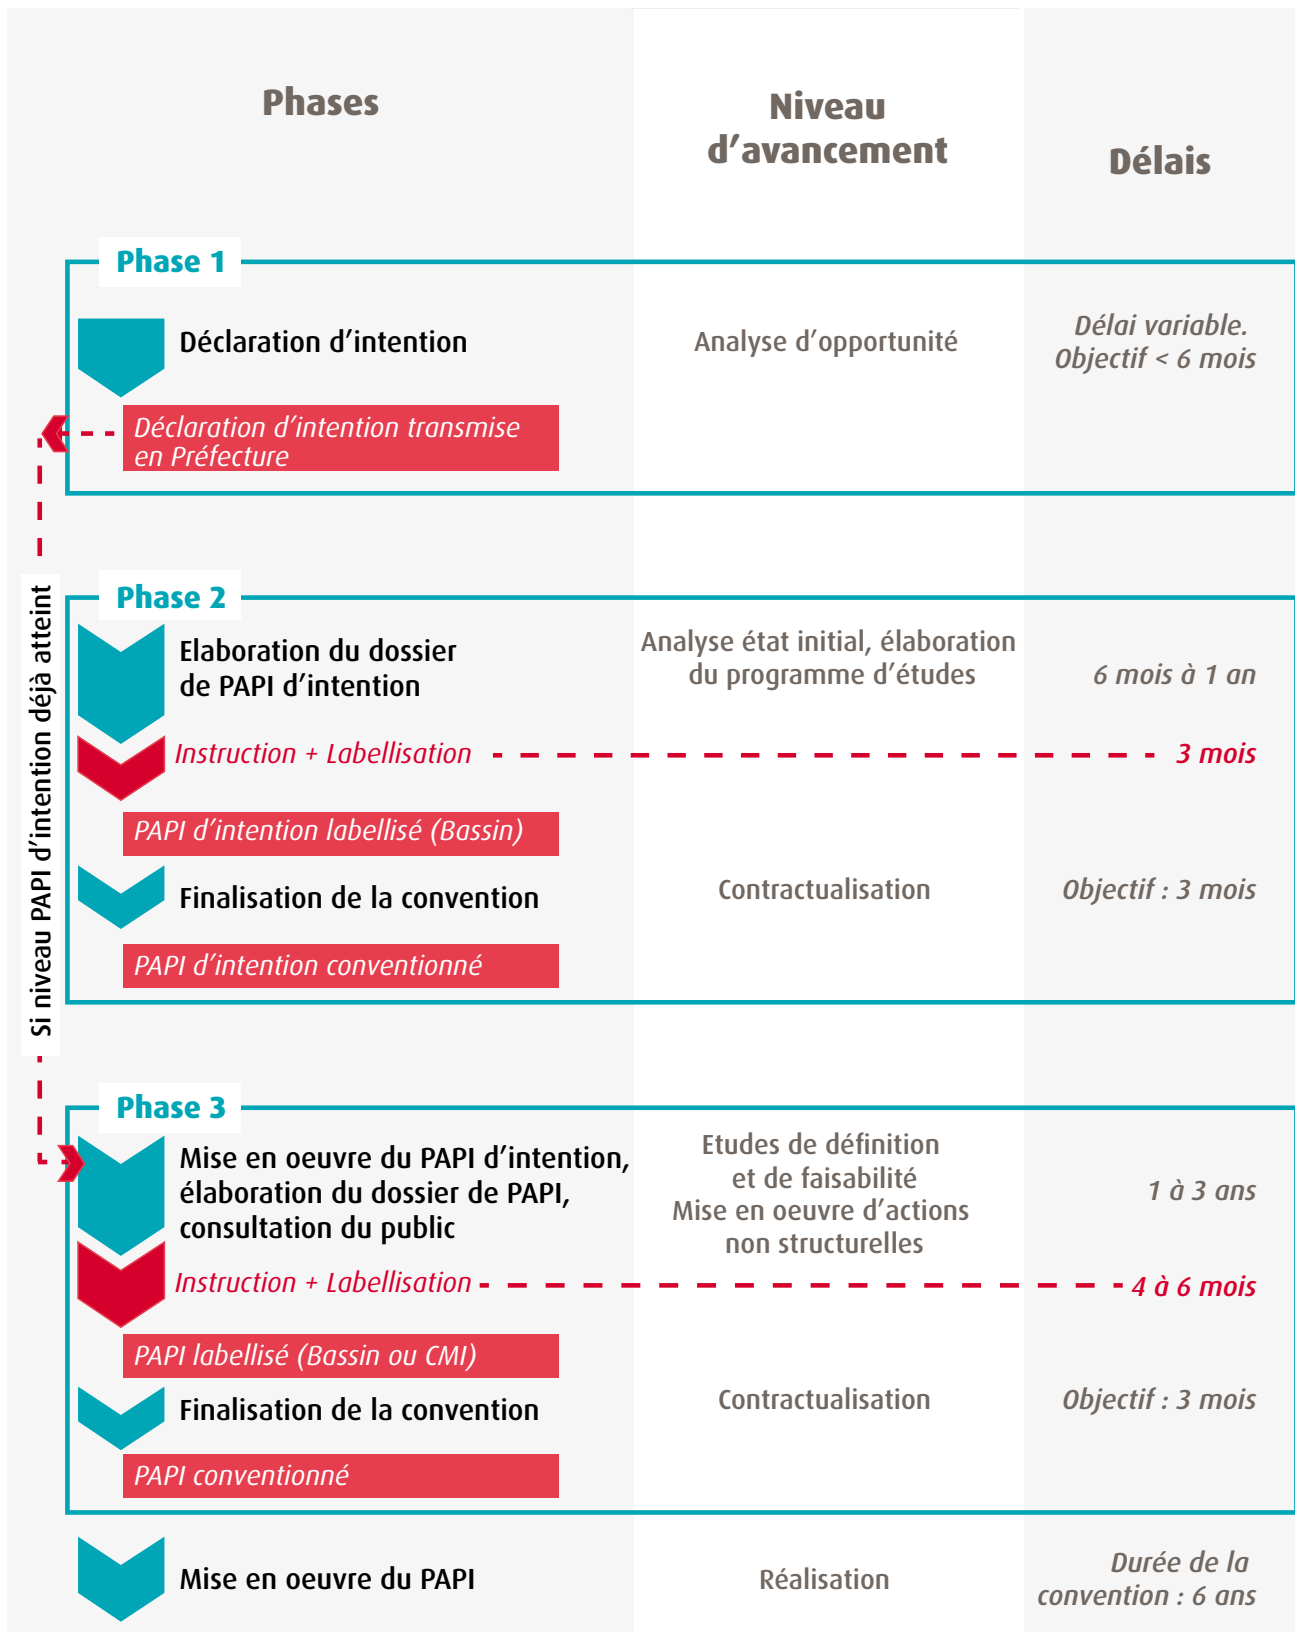 Phases
Niveau
d'avancement
Délais
Phase 1
Déclaration d'intention
Analyse d'opportunité
Délai variable.
Objectif < 6 mois
Déclaration d'intention transmise
en Préfecture
Si niveau PAPI d'intention déjà atteint
Phase 2
Elaboration du dossier
de PAPI d'intention
Analyse état initial, élaboration
du programme d'études
6 mois à 1 an
Instruction + Labellisation
3 mois
PAPI d'intention labellisé (Bassin)
Finalisation de la convention
Contractualisation
Objectif : 3 mois
PAPI d'intention conventionné
Phase 3
Mise en oeuvre du PAPI d'intention,
élaboration du dossier de PAPI,
consultation du public
Etudes de définition
et de faisabilité
Mise en oeuvre d'actions
non structurelles
1 à 3 ans
Instruction + Labellisation
4 à 6 mois
PAPI labellisé (Bassin ou CMI)
Finalisation de la convention
Contractualisation
Objectif : 3 mois
PAPI conventionné
Mise en oeuvre du PAPI
Réalisation
Durée de la
convention : 6 ans